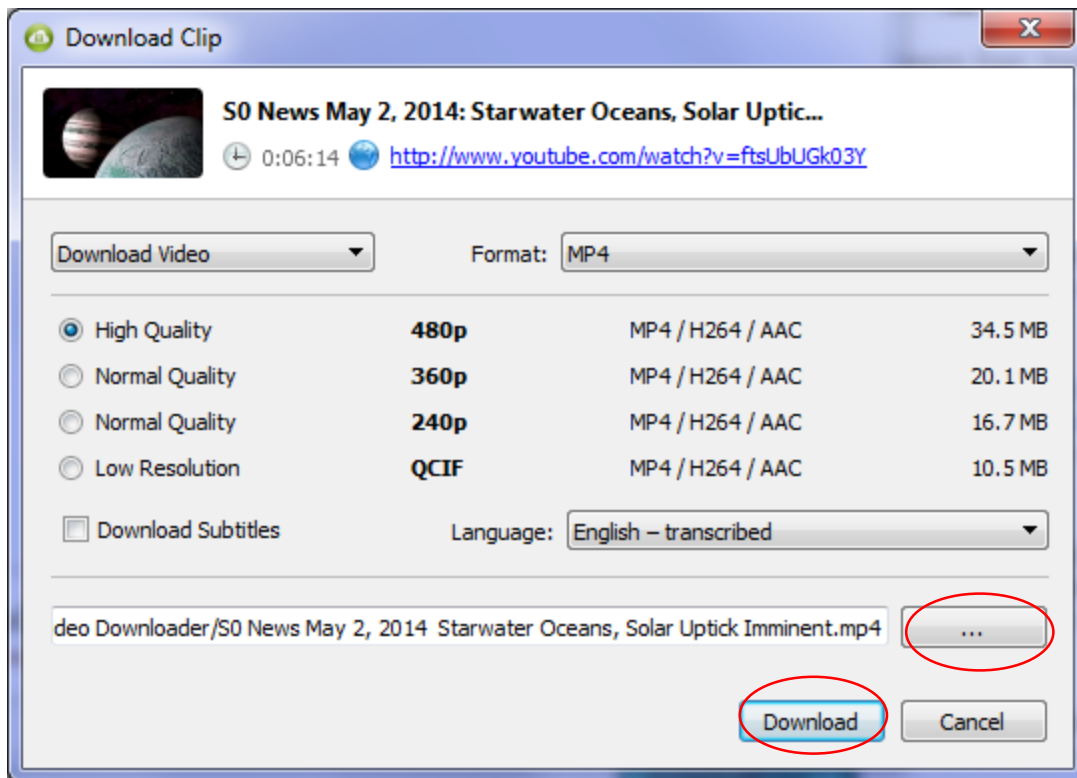 Download Clip
S0 News May 2, 2014: Starwater Oceans, Solar Uptic...
0:06:14 http://www.youtube.com/watch?v=ftsUbUGk03Y
Download Video Format: MP4
High Quality 480p MP4 / H264 / AAC 34.5 MB
Normal Quality 360p MP4 / H264 / AAC 20.1 MB
Normal Quality 240p MP4 / H264 / AAC 16.7 MB
Low Resolution QCIF MP4 / H264 / AAC 10.5 MB
Download Subtitles Language: English – transcribed
deo Downloader/S0 News May 2, 2014  Starwater Oceans, Solar Uptick Imminent.mp4 ...
Download Cancel